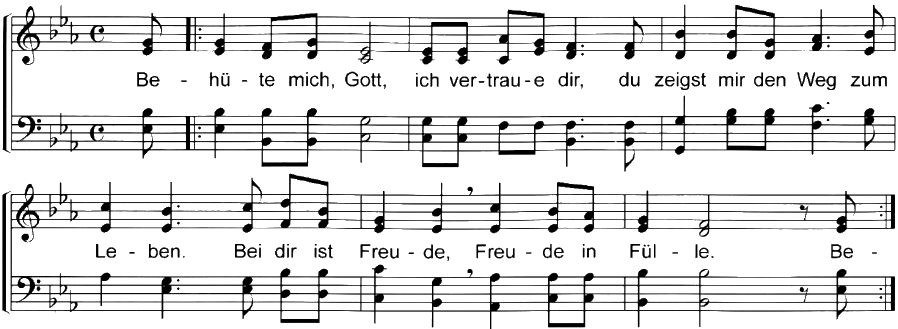 Be - hü - te mich, Gott, ich ver-trau-e dir, du zeigst mir den Weg zum
Le - ben. Bei dir ist Freu-de, Freu-de in Fül - le. Be -